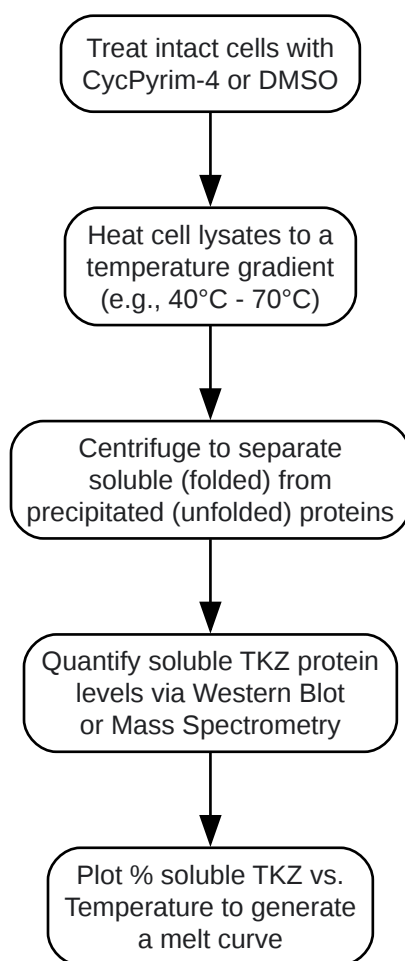 Treat intact cells with
CycPyrim-4 or DMSO
Heat cell lysates to a
temperature gradient
(e.g., 40°C - 70°C)
Centrifuge to separate
soluble (folded) from
precipitated (unfolded) proteins
Quantify soluble TKZ protein
levels via Western Blot
or Mass Spectrometry
Plot % soluble TKZ vs.
Temperature to generate
a melt curve